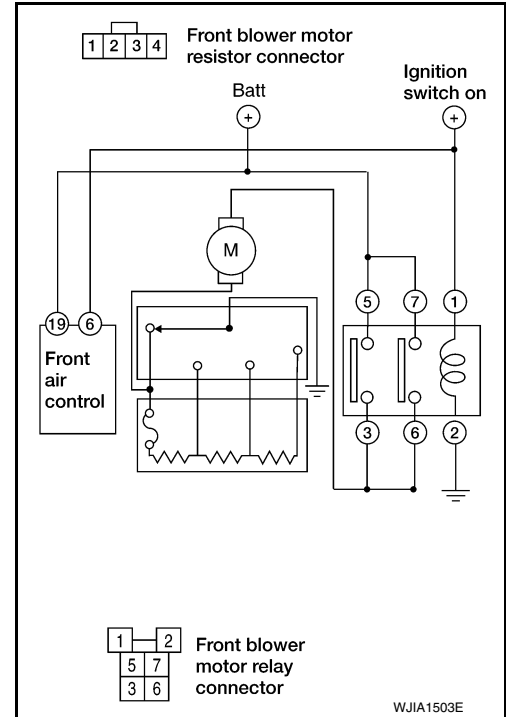 1 2 3 4
Front blower motor
resistor connector
Batt
Ignition
switch on
+
+
M
5 7 1
19 6
Front
air
control
3 6 2
1 2
5 7
3 6
Front blower
motor relay
connector
WJIA1503E